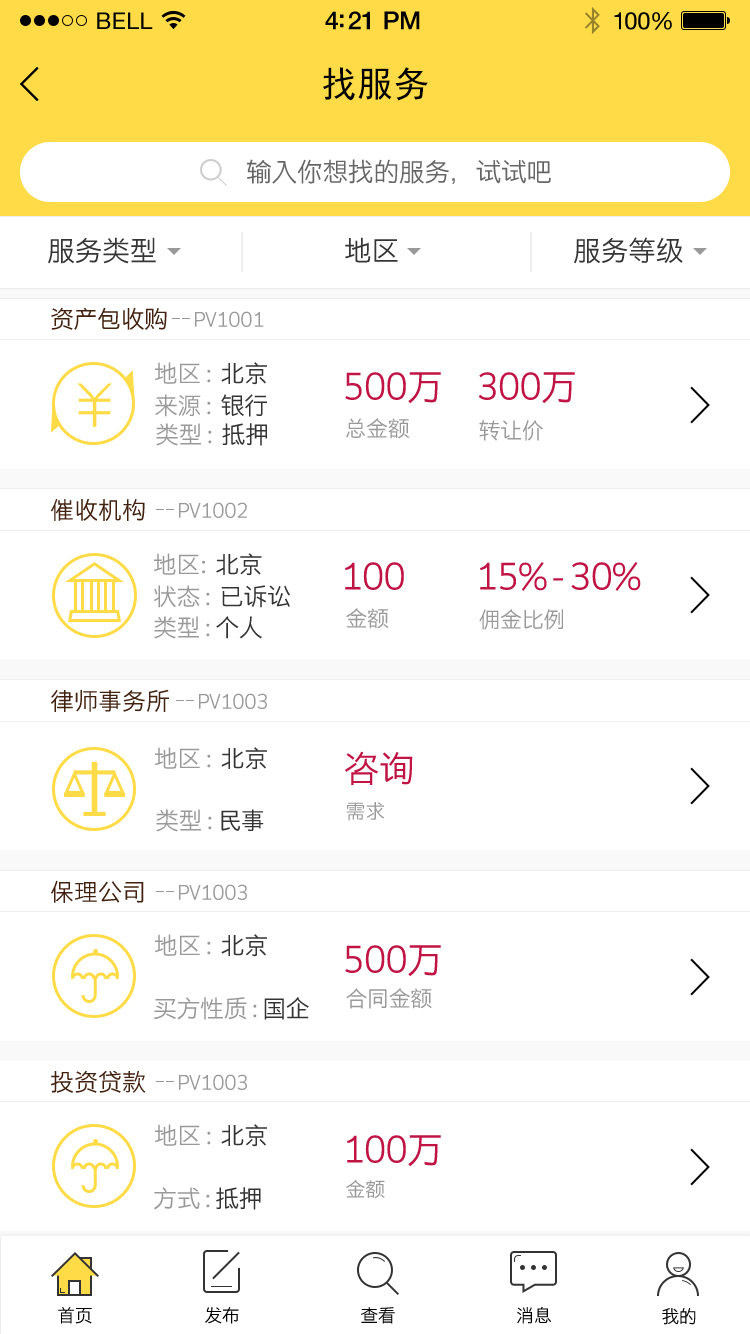 BELL 4:21 PM 100%
找服务
输入你想找的服务，试试吧
服务类型 地区 服务等级
资产包收购--PV1001
地区：北京
来源：银行
类型：抵押
500万 300万
总金额 转让价
催收机构 --PV1002
地区：北京
状态：已诉讼
类型：个人
100 15%-30%
金额 佣金比例
律师事务所 --PV1003
地区：北京
类型：民事
咨询
需求
保理公司 --PV1003
地区：北京
买方性质：国企
500万
合同金额
投资贷款 --PV1003
地区：北京
方式：抵押
100万
金额
首页 发布 查看 消息 我的